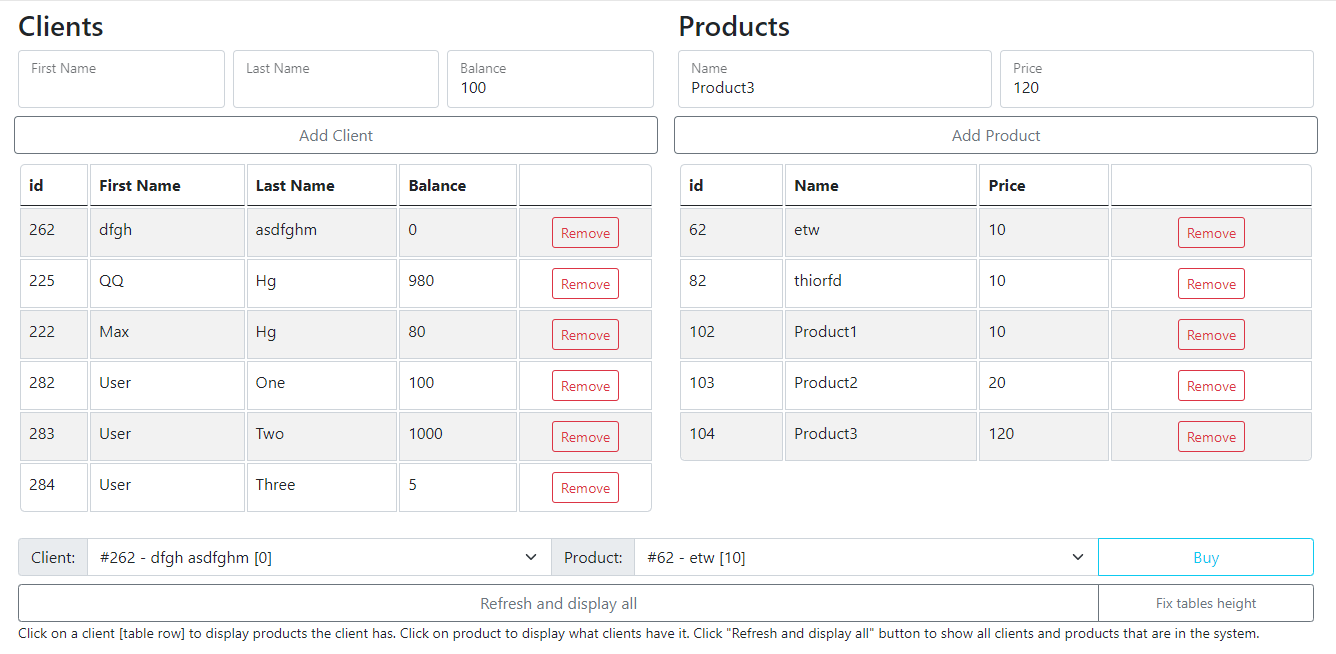 Clients
First Name
Last Name
Balance
100
Add Client
id First Name Last Name Balance
262 dfgh asdfghm 0 Remove
225 QQ Hg 980 Remove
222 Max Hg 80 Remove
282 User One 100 Remove
283 User Two 1000 Remove
284 User Three 5 Remove
Products
Name
Product3
Price
120
Add Product
id Name Price
62 etw 10 Remove
82 thiorfd 10 Remove
102 Product1 10 Remove
103 Product2 20 Remove
104 Product3 120 Remove
Client: #262 - dfgh asdfghm [0] Product: #62 - etw [10] Buy
Refresh and display all Fix tables height
Click on a client [table row] to display products the client has. Click on product to display what clients have it. Click "Refresh and display all" button to show all clients and products that are in the system.